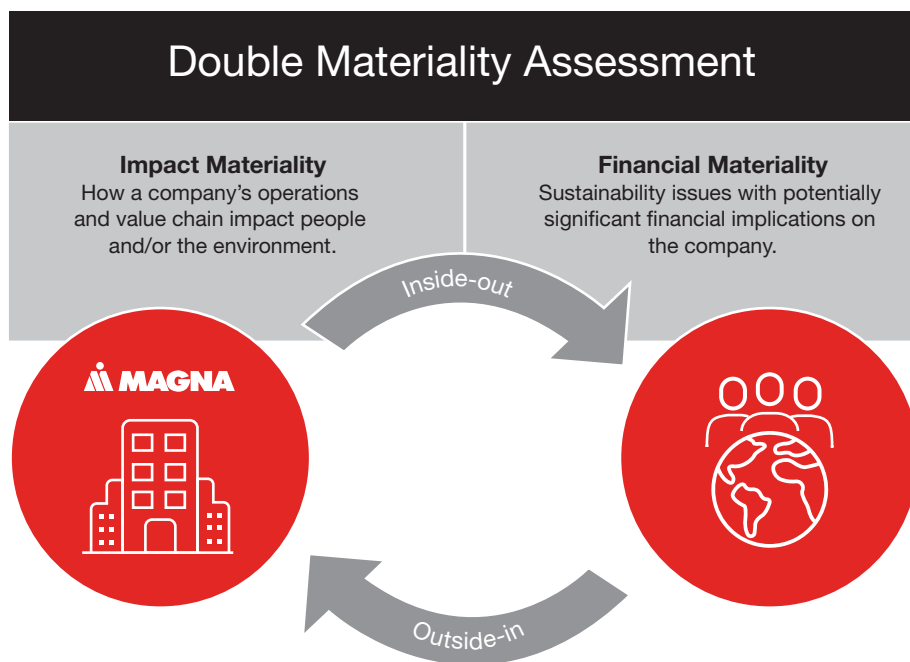 Double Materiality Assessment
Impact Materiality
How a company's operations
and value chain impact people
and/or the environment.
Financial Materiality
Sustainability issues with potentially
significant financial implications on
the company.
Inside-out
MAGNA
Outside-in